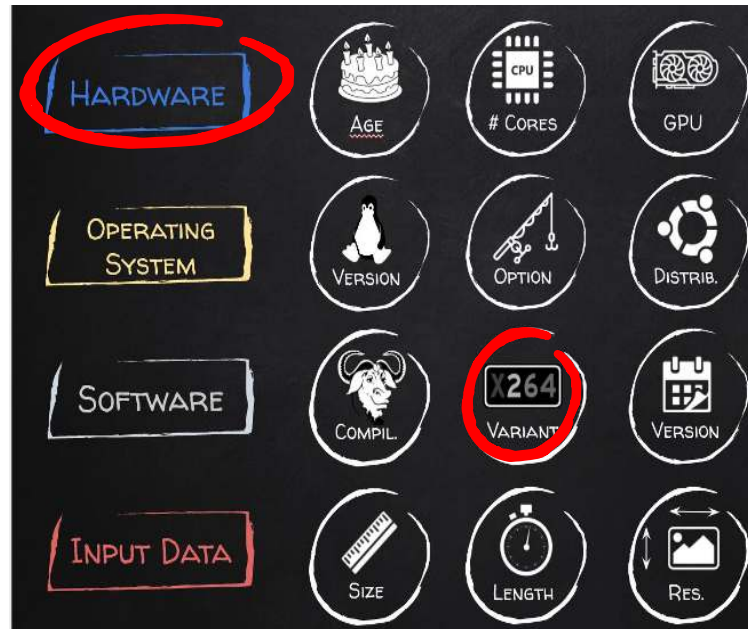 HARDWARE
AGE
CPU
# CORES
GPU
OPERATING
SYSTEM
VERSION
OPTION
DISTRIB.
SOFTWARE
COMPIL.
X264
VARIANT
VERSION
INPUT DATA
SIZE
LENGTH
RES.